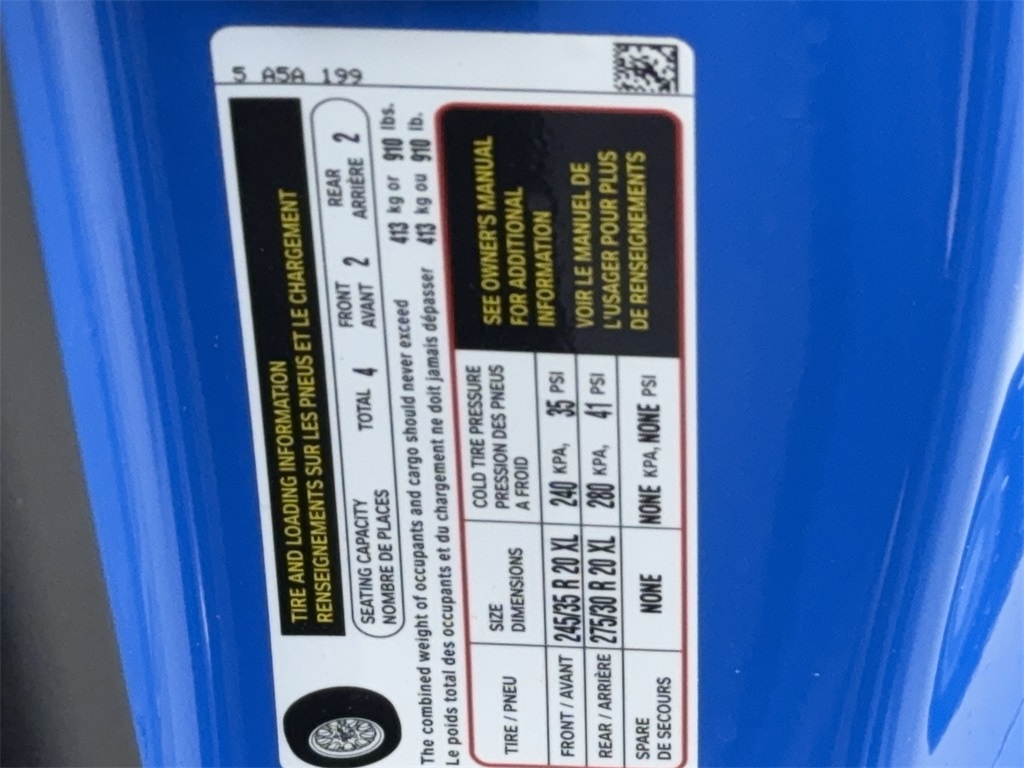 5 A5A 199
TIRE AND LOADING INFORMATION
RENSEIGNEMENTS SUR LES PNEUS ET LE CHARGEMENT
SEATING CAPACITY
NOMBRE DE PLACES
TOTAL 4
FRONT
AVANT 2
REAR
ARRIÈRE 2
The combined weight of occupants and cargo should never exceed 413 kg or 910 lbs.
Le poids total des occupants et du chargement ne doit jamais dépasser 413 kg ou 910 lb.
TIRE / PNEU
SIZE
DIMENSIONS
COLD TIRE PRESSURE
PRESSION DES PNEUS
A FROID
FRONT / AVANT 245/35 R 20 XL 240 KPA, 35 PSI
REAR / ARRIÈRE 275/30 R 20 XL 280 KPA, 41 PSI
SPARE
DE SECOURS
NONE NONE KPA, NONE PSI
SEE OWNER'S MANUAL
FOR ADDITIONAL
INFORMATION
VOIR LE MANUEL DE
L'USAGER POUR PLUS
DE RENSEIGNEMENTS